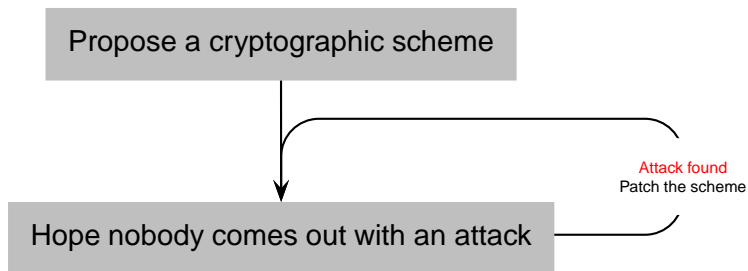 Propose a cryptographic scheme
Attack found
Patch the scheme
Hope nobody comes out with an attack